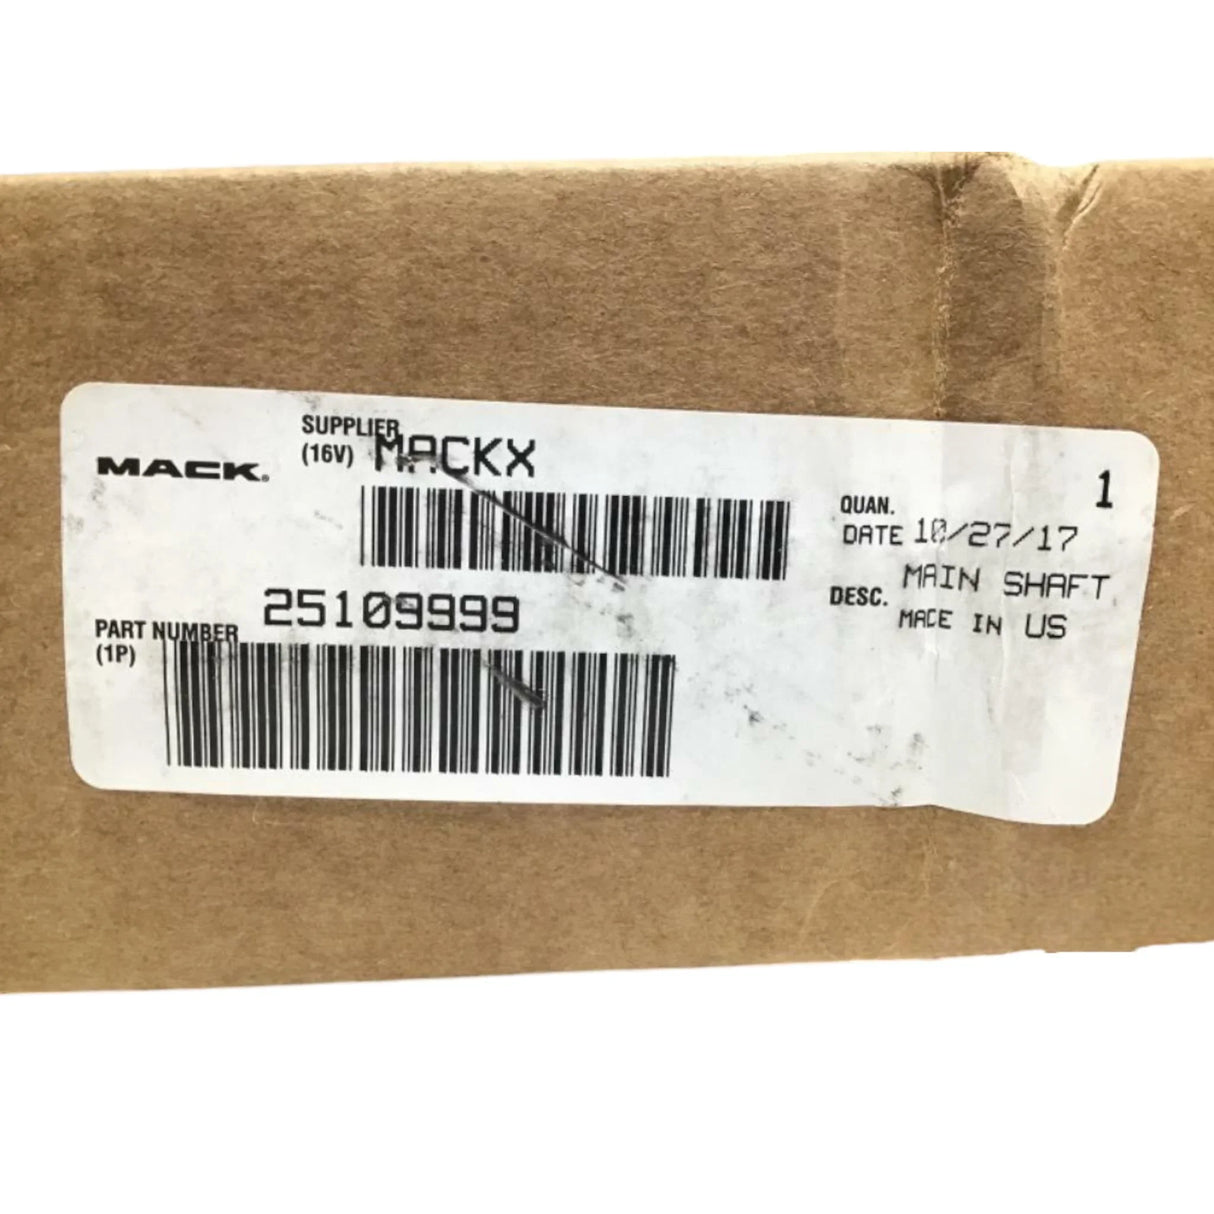 MACK®
SUPPLIER
(16V) MACKX
QUAN. 1
DATE 10/27/17
DESC. MAIN SHAFT
MADE IN US
25109999
PART NUMBER
(1P)